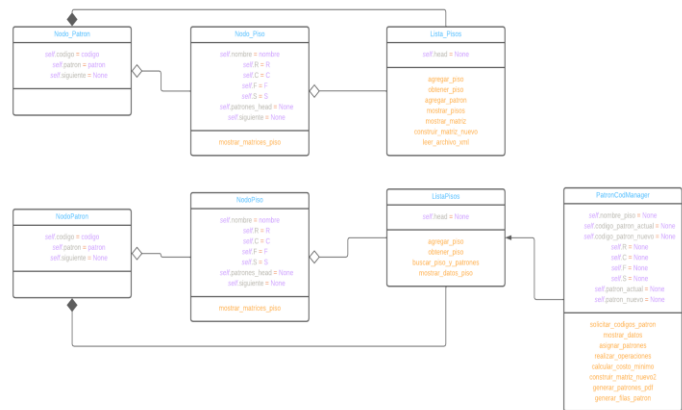 Node_Patron
self.codigo = codigo
self.patron = patron
self.siguiente = None
Nodo_Piso
self.nombre = nombre
self.R = R
self.C = C
self.F = F
self.S = S
self.patrones_head = None
self.siguiente = None
mostrar_matrices_piso
Lista_Pisos
self.head = None
agregar_piso
obtener_piso
agregar_patron
mostrar_pisos
mostrar_matriz
construir_matriz_nuevo
leer_archivo_xml
NodoPatron
self.codigo = codigo
self.patron = patron
self.siguiente = None
NodoPiso
self.nombre = nombre
self.R = R
self.C = C
self.F = F
self.S = S
self.patrones_head = None
self.siguiente = None
mostrar_matrices_piso
ListaPisos
self.head = None
agregar_piso
obtener_piso
buscar_piso_y_patrones
mostrar_datos_piso
PatronCodManager
self.nombre_piso = None
self.codigo_patron_actual = None
self.codigo_patron_nuevo = None
self.R = None
self.C = None
self.F = None
self.S = None
self.patron_actual = None
self.patron_nuevo = None
solicitar_codigos_patron
mostrar_datos
asignar_patrones
realizar_operaciones
calcular_costo_minimo
construir_matriz_nuevo2
generar_patrones_pdf
generar_filas_patron